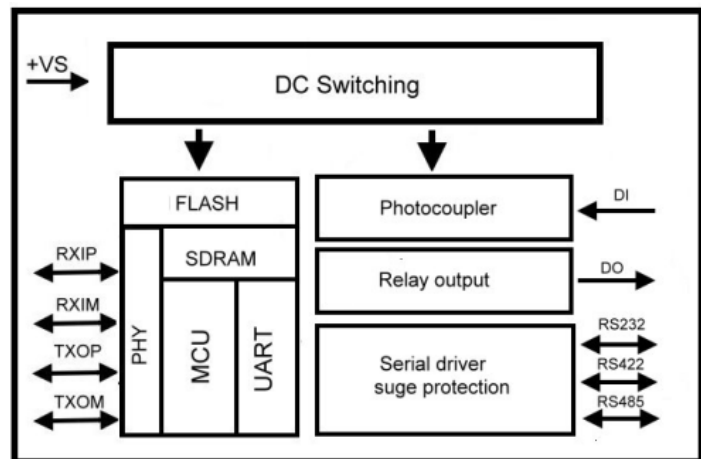 +VS
DC Switching
FLASH
SDRAM
PHY
MCU
UART
RXIP
RXIM
TXOP
TXOM
Photocoupler
DI
Relay output
DO
Serial driver
suge protection
RS232
RS422
RS485